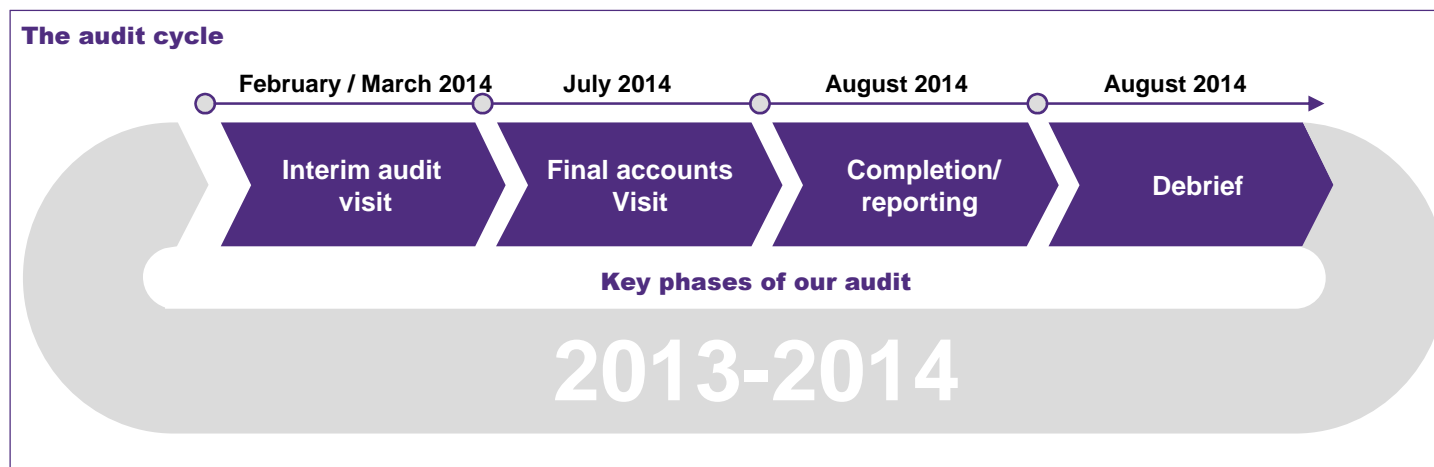 The audit cycle
February / March 2014
July 2014
August 2014
August 2014
Interim audit
visit
Final accounts
Visit
Completion/
reporting
Debrief
Key phases of our audit
2013-2014